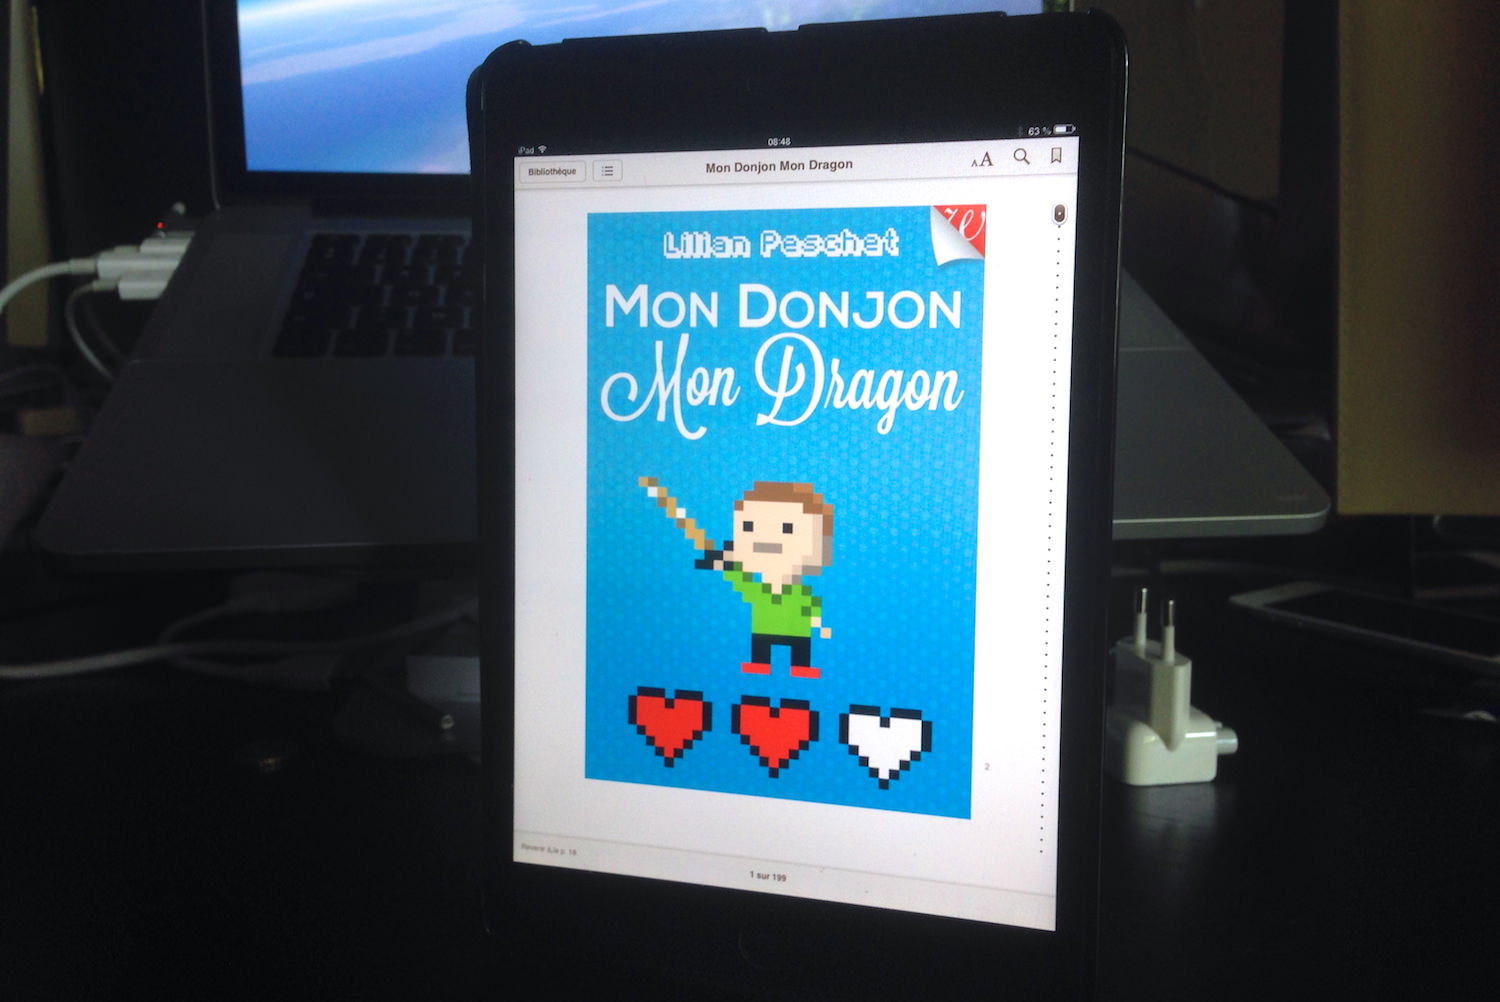 iPad 08:48 63 %
Bibliothèque Mon Donjon Mon Dragon AA
Lilian Peschet
MON DONJON
Mon Dragon
2
p. 16
1 sur 199